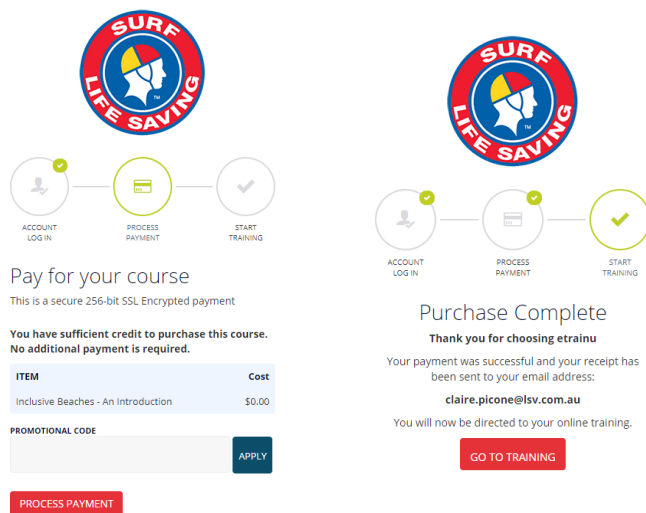 SURF
LIFE SAVING
TM
ACCOUNT
LOG IN
PROCESS
PAYMENT
START
TRAINING
Pay for your course
This is a secure 256-bit SSL Encrypted payment
You have sufficient credit to purchase this course.
No additional payment is required.
ITEM Cost
Inclusive Beaches - An Introduction $0.00
PROMOTIONAL CODE
APPLY
PROCESS PAYMENT
SURF
LIFE SAVING
TM
ACCOUNT
LOG IN
PROCESS
PAYMENT
START
TRAINING
Purchase Complete
Thank you for choosing etrainu
Your payment was successful and your receipt has
been sent to your email address:
claire.picone@lsv.com.au
You will now be directed to your online training.
GO TO TRAINING